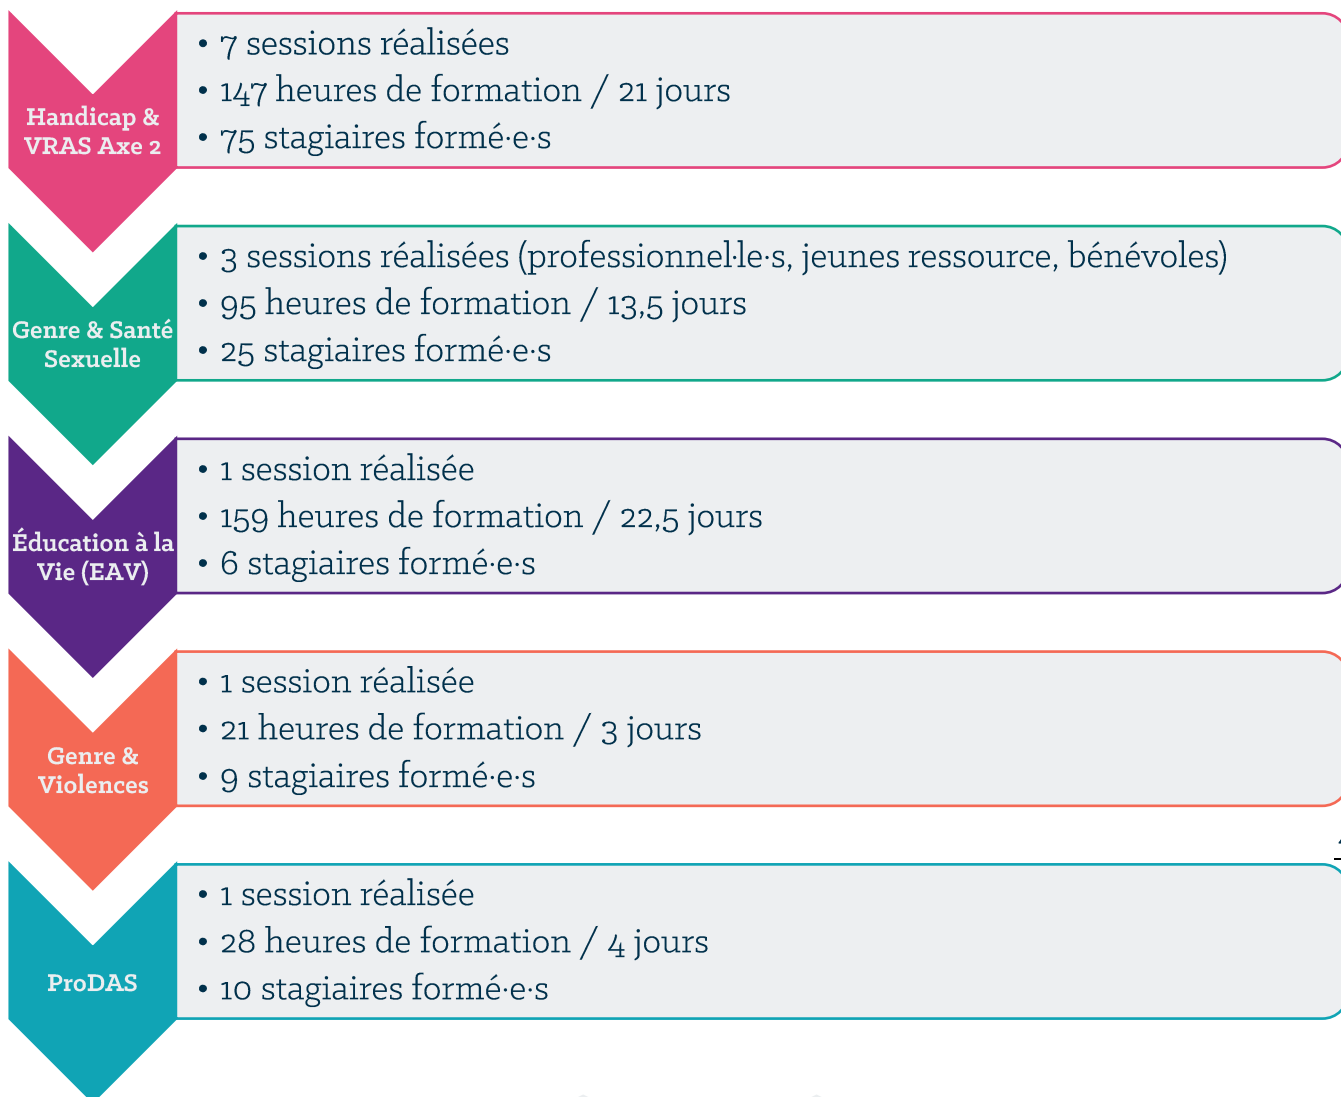 Handicap &
VRAS Axe 2
• 7 sessions réalisées
• 147 heures de formation / 21 jours
• 75 stagiaires formé·e·s
Genre & Santé
Sexuelle
• 3 sessions réalisées (professionnel·le·s, jeunes ressource, bénévoles)
• 95 heures de formation / 13,5 jours
• 25 stagiaires formé·e·s
Éducation à la
Vie (EAV)
• 1 session réalisée
• 159 heures de formation / 22,5 jours
• 6 stagiaires formé·e·s
Genre &
Violences
• 1 session réalisée
• 21 heures de formation / 3 jours
• 9 stagiaires formé·e·s
ProDAS
• 1 session réalisée
• 28 heures de formation / 4 jours
• 10 stagiaires formé·e·s